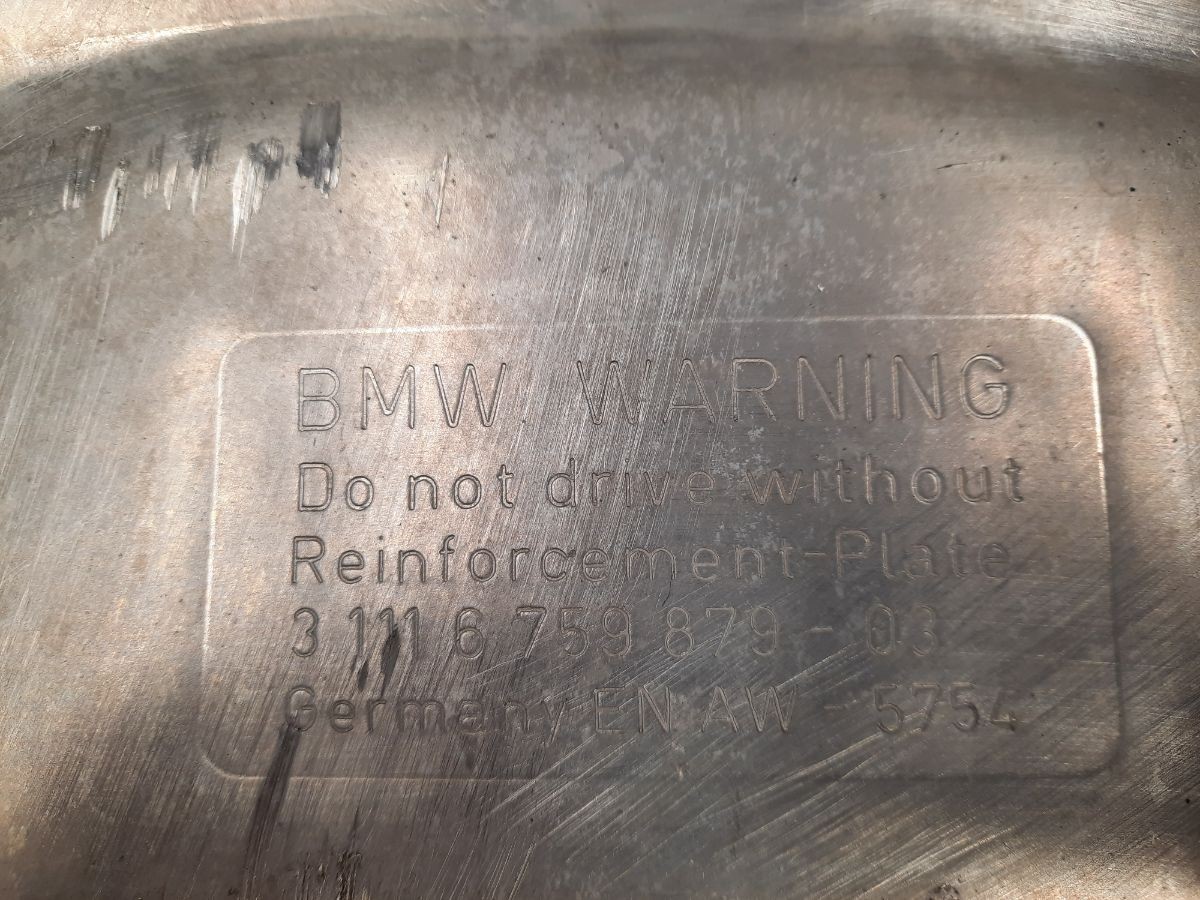 BMW WARNING
Do not drive without
Reinforcement-Plate
3 111 6 759 879 - 03
Germany EN AW - 5754